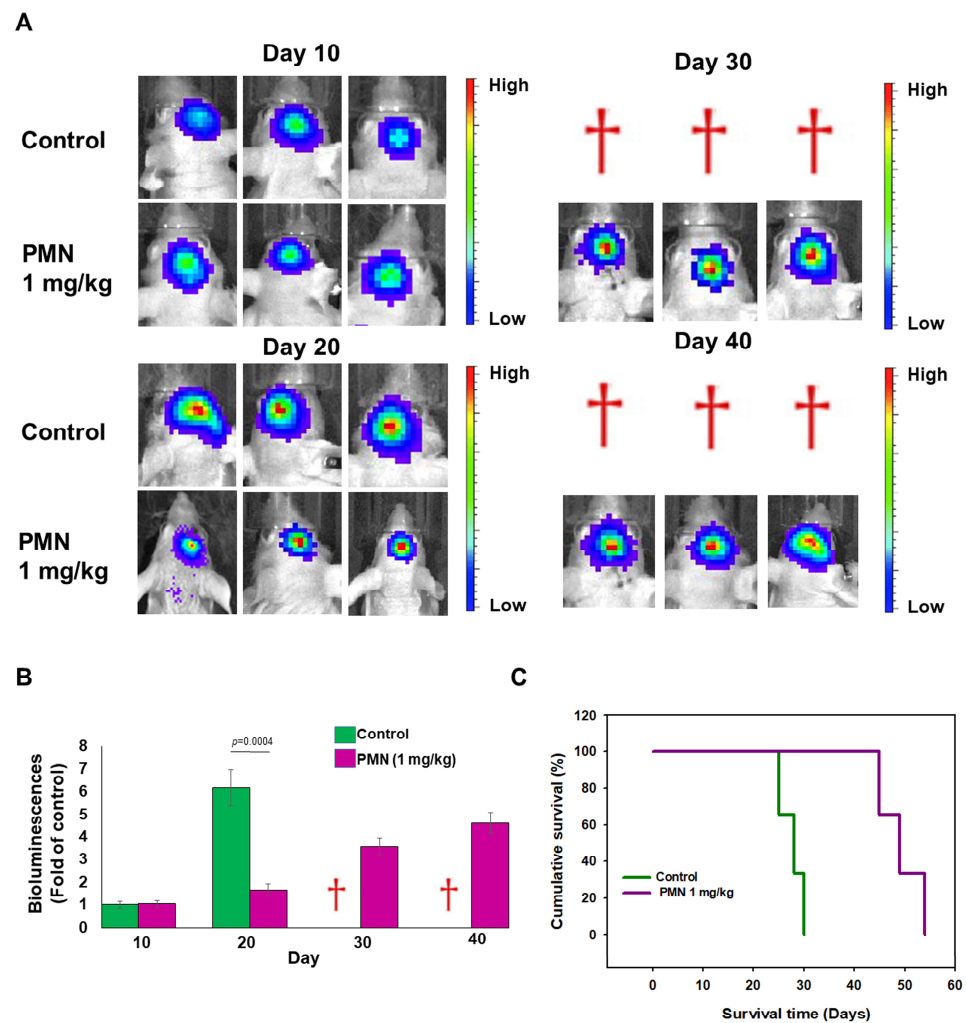 A
Day 10
Control
PMN
1 mg/kg
High
Low
Day 30
High
Low
Day 20
Control
PMN
1 mg/kg
High
Low
Day 40
High
Low
B
Bioluminescences
(Fold of control)
8
7
6
5
4
3
2
1
0
p=0.0004
Control
PMN (1 mg/kg)
10
20
30
40
Day
C
Cumulative survival (%)
120
100
80
60
40
20
0
Control
PMN 1 mg/kg
0
10
20
30
40
50
60
Survival time (Days)